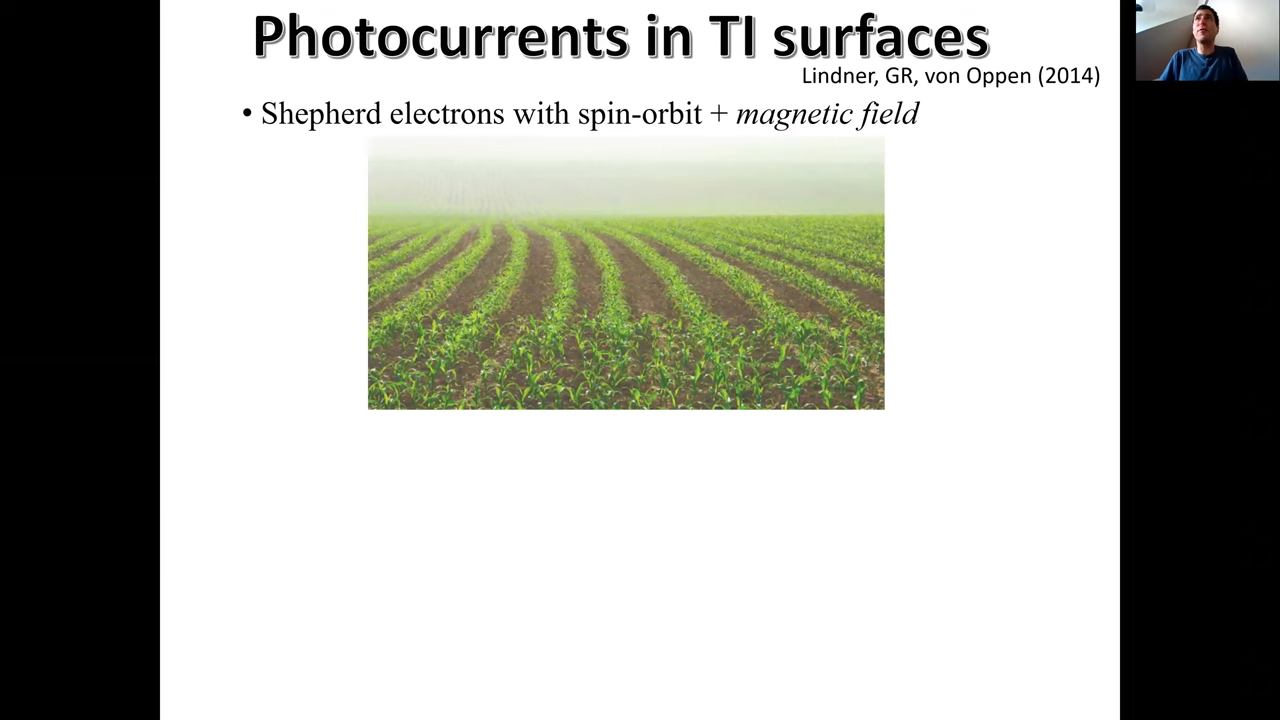 Photocurrents in TI surfaces
Lindner, GR, von Oppen (2014)
• Shepherd electrons with spin-orbit + magnetic field